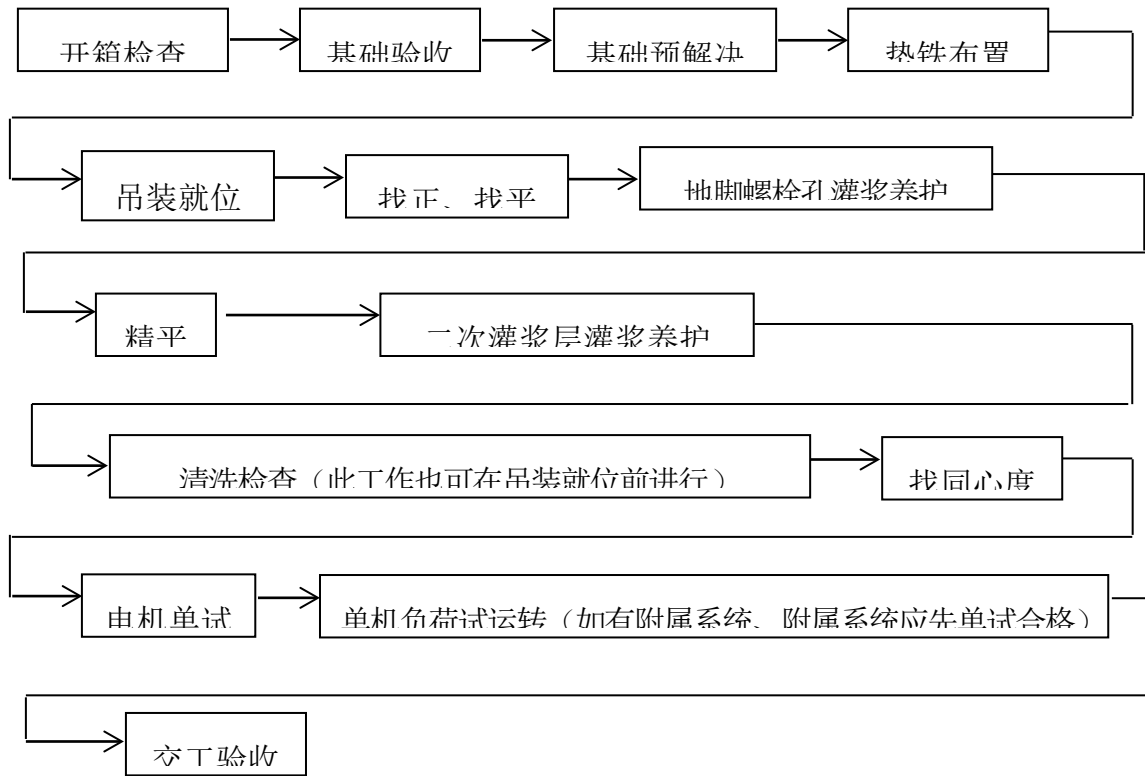 开箱检查
基础验收
基础预解决
垫铁布置
吊装就位
找正、找平
地脚螺栓孔灌浆养护
精平
二次灌浆层灌浆养护
清洗检查（此工作也可在吊装就位前进行）
找同心度
电机单试
单机负荷试运转（如有附属系统、附属系统应先单试合格）
交工验收